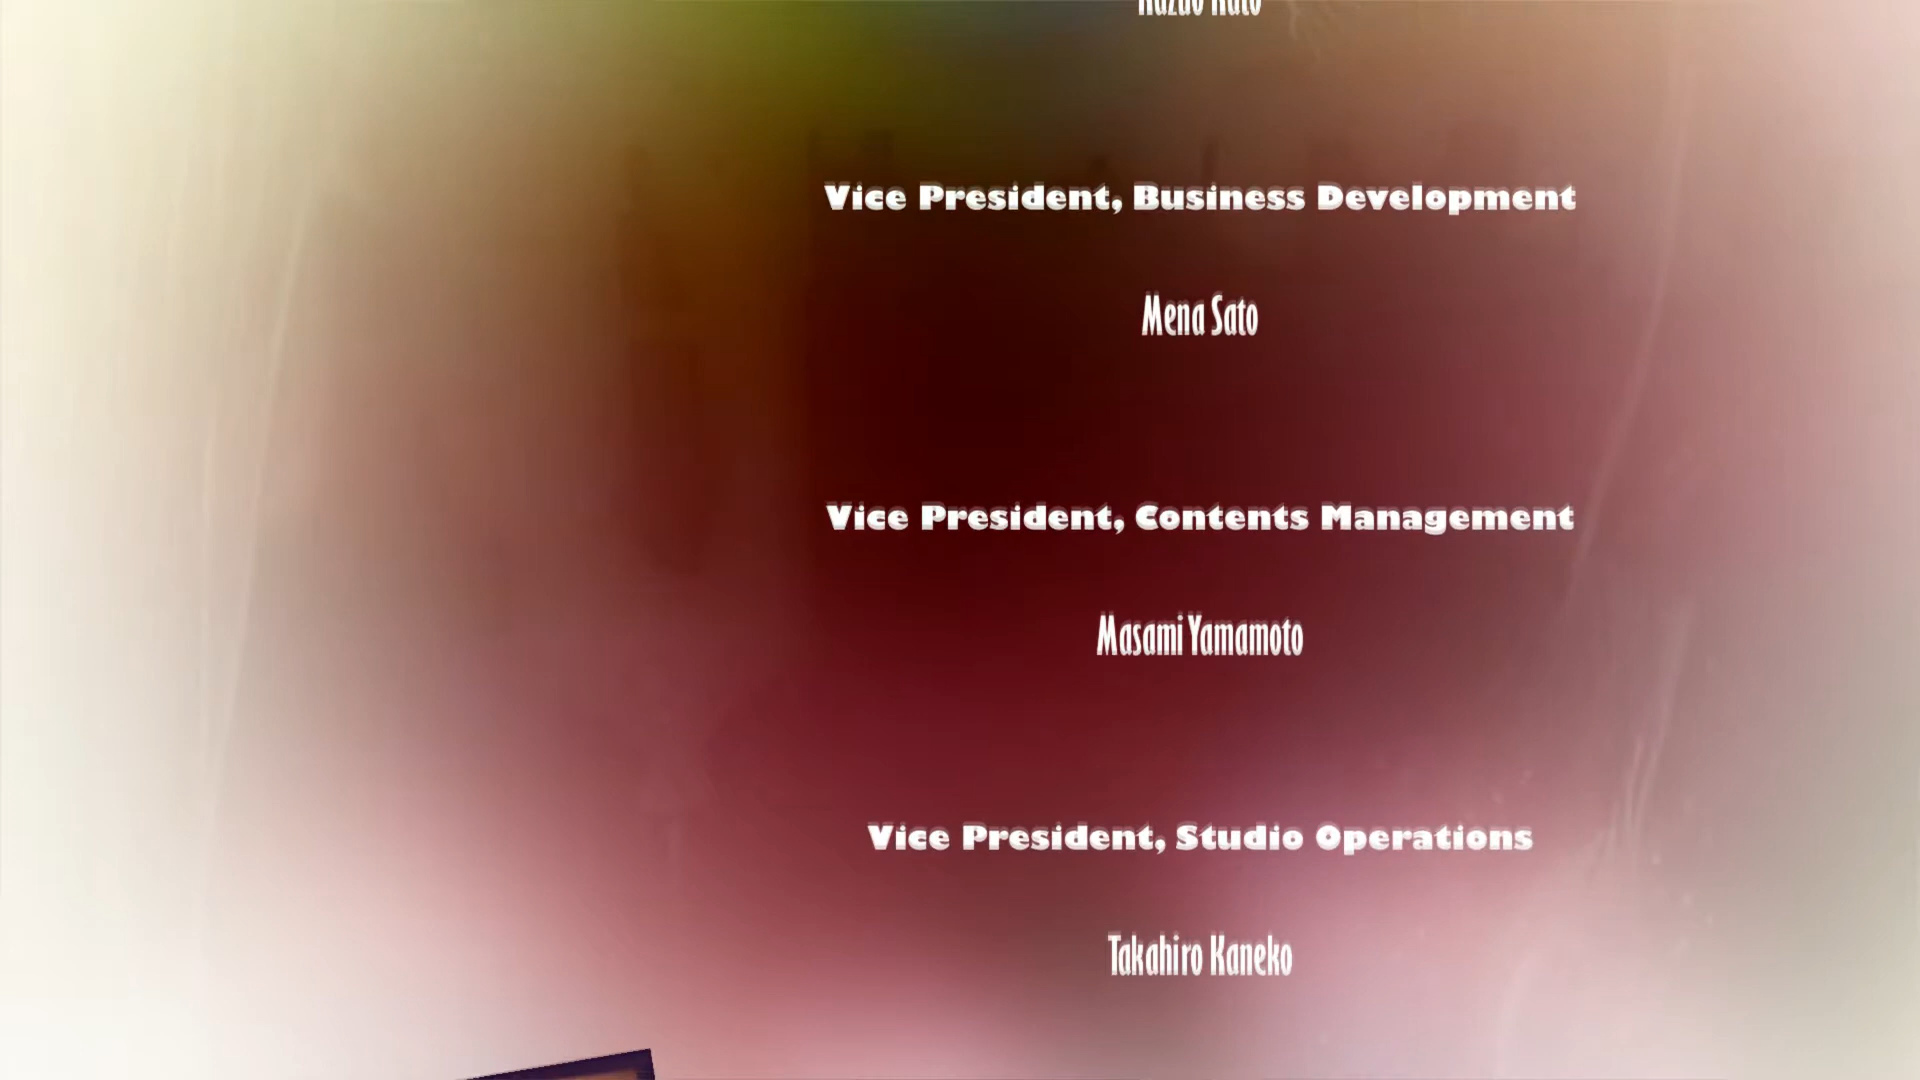 Vice President, Business Development
Mena Sato
Vice President, Contents Management
Masami Yamamoto
Vice President, Studio Operations
Takahiro Kaneko